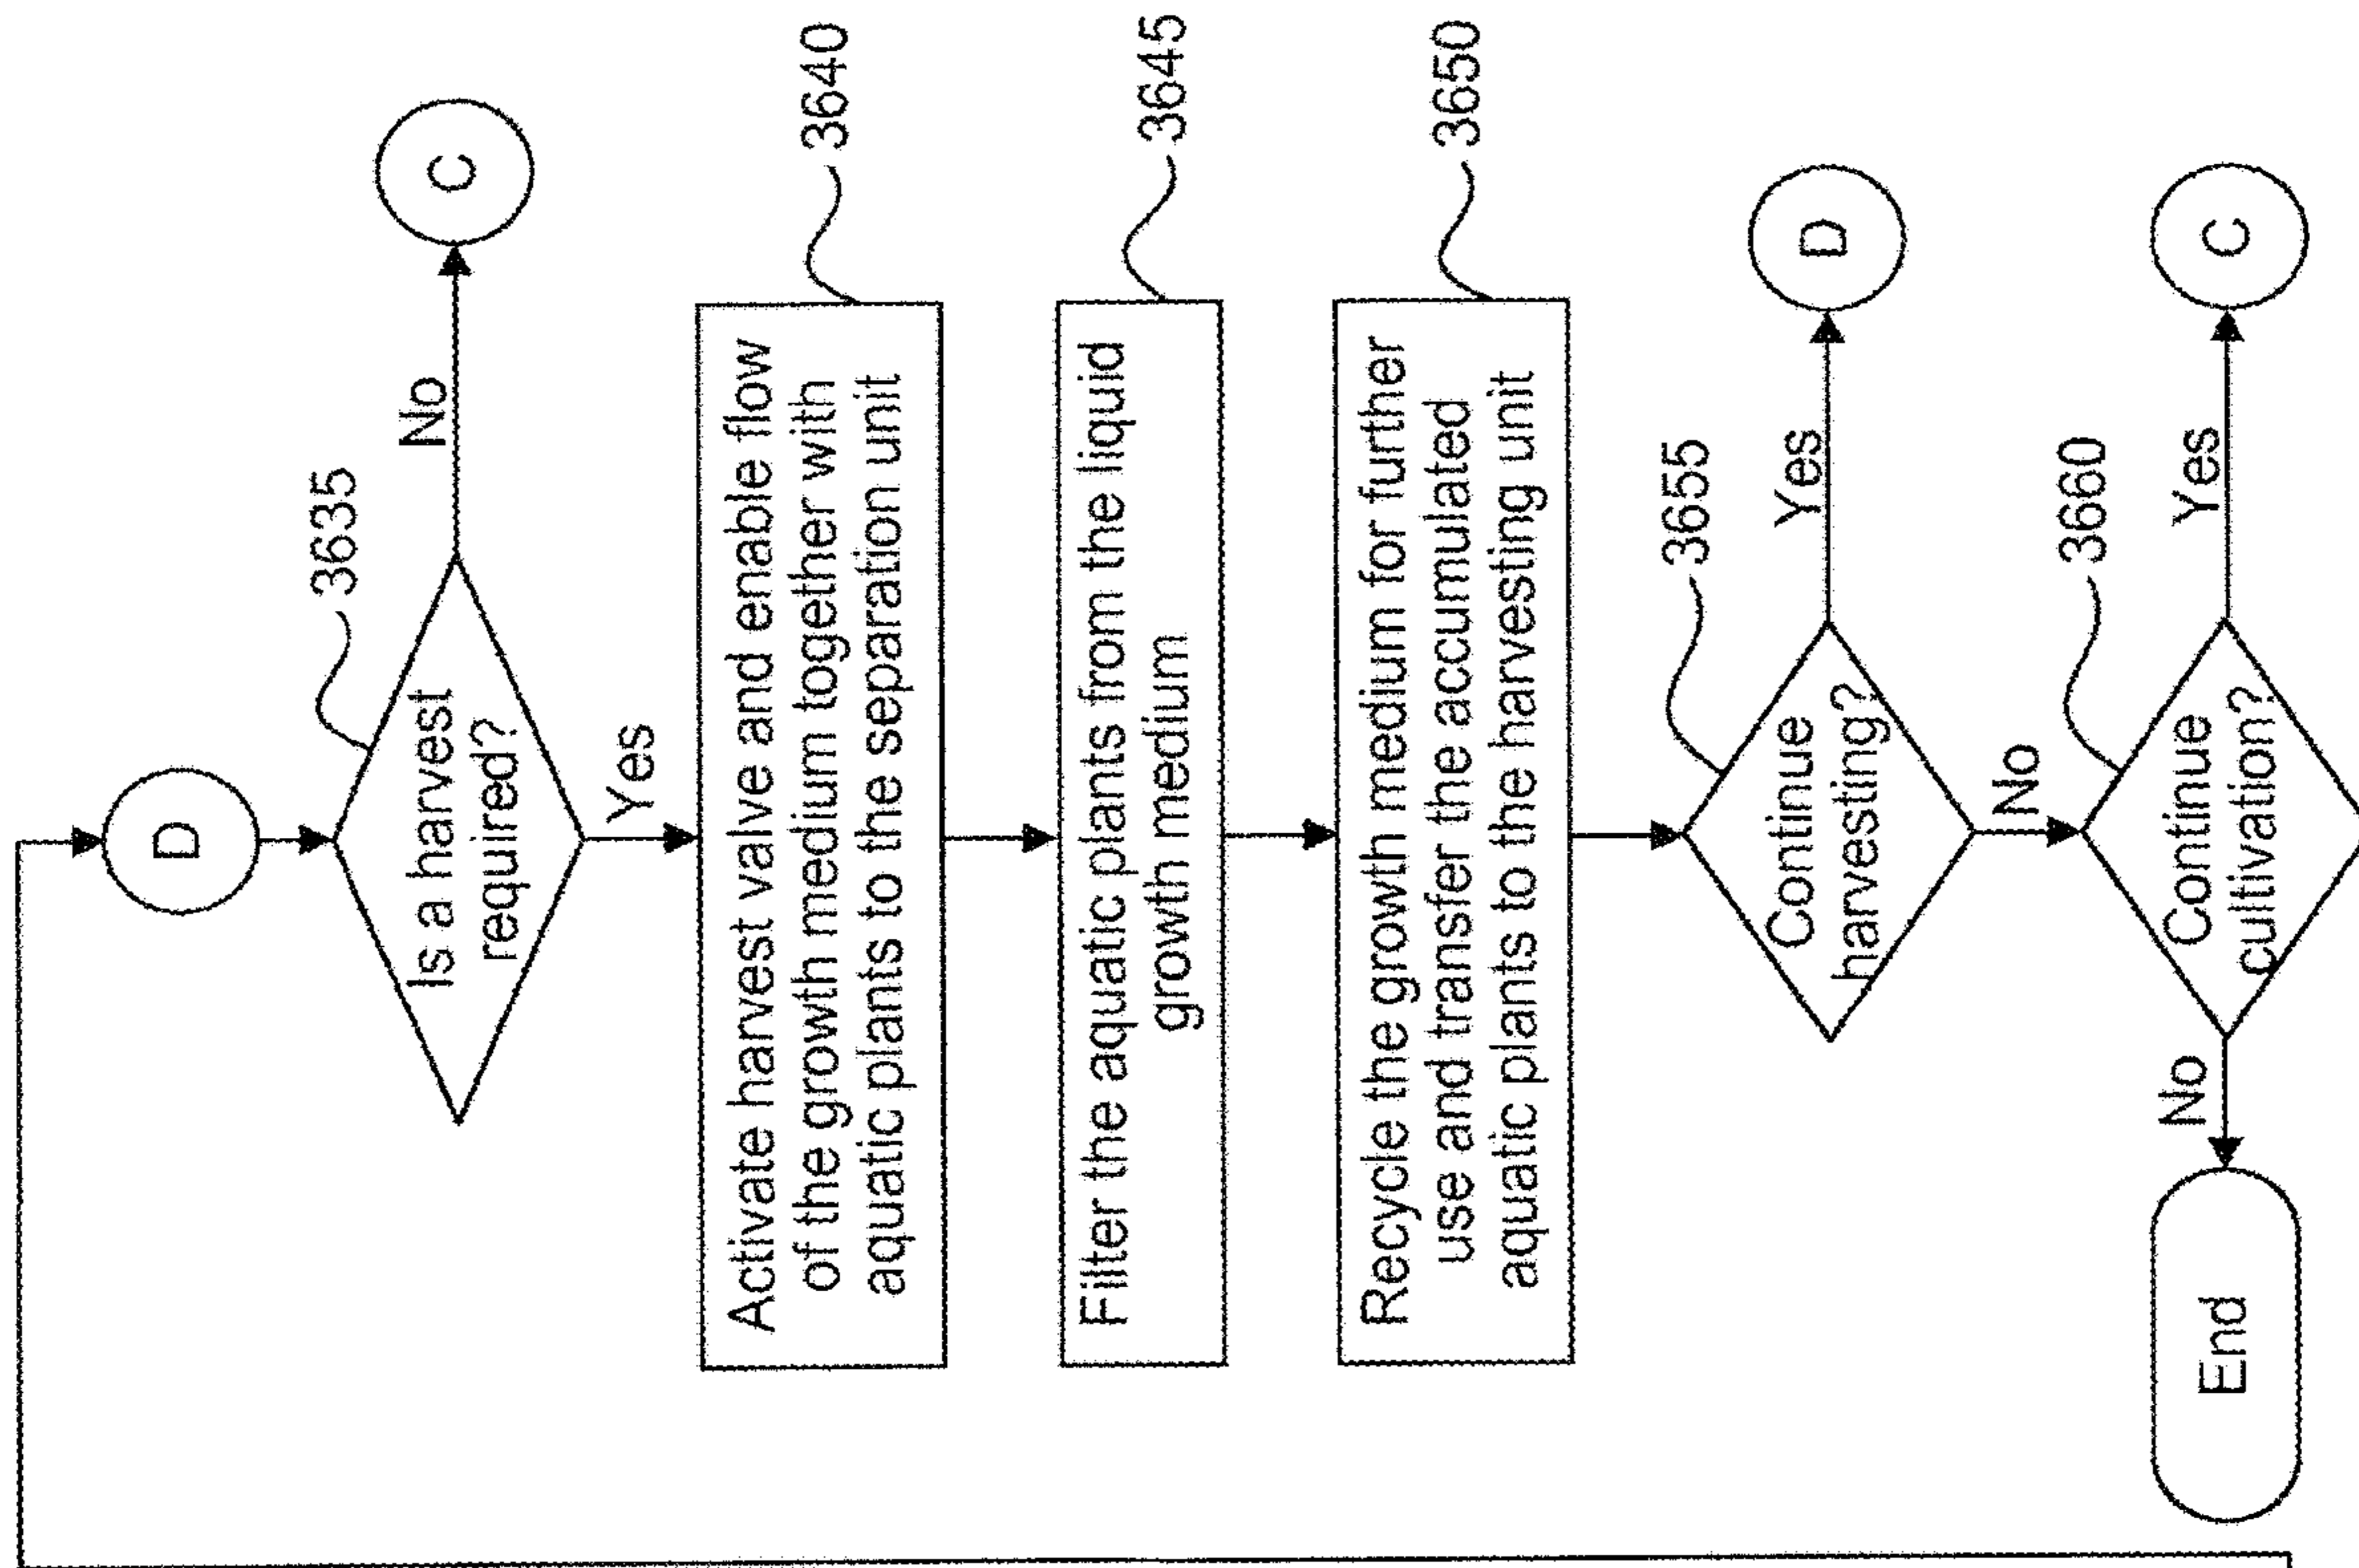 D
3635
Is a harvest
required?
No
C
Yes
3640
Activate harvest valve and enable flow
of the growth medium together with
aquatic plants to the separation unit
3645
Filter the aquatic plants from the liquid
growth medium
3650
Recycle the growth medium for further
use and transfer the accumulated
aquatic plants to the harvesting unit
3655
Continue
harvesting?
Yes
D
No
3660
Continue
cultivation?
Yes
C
No
End